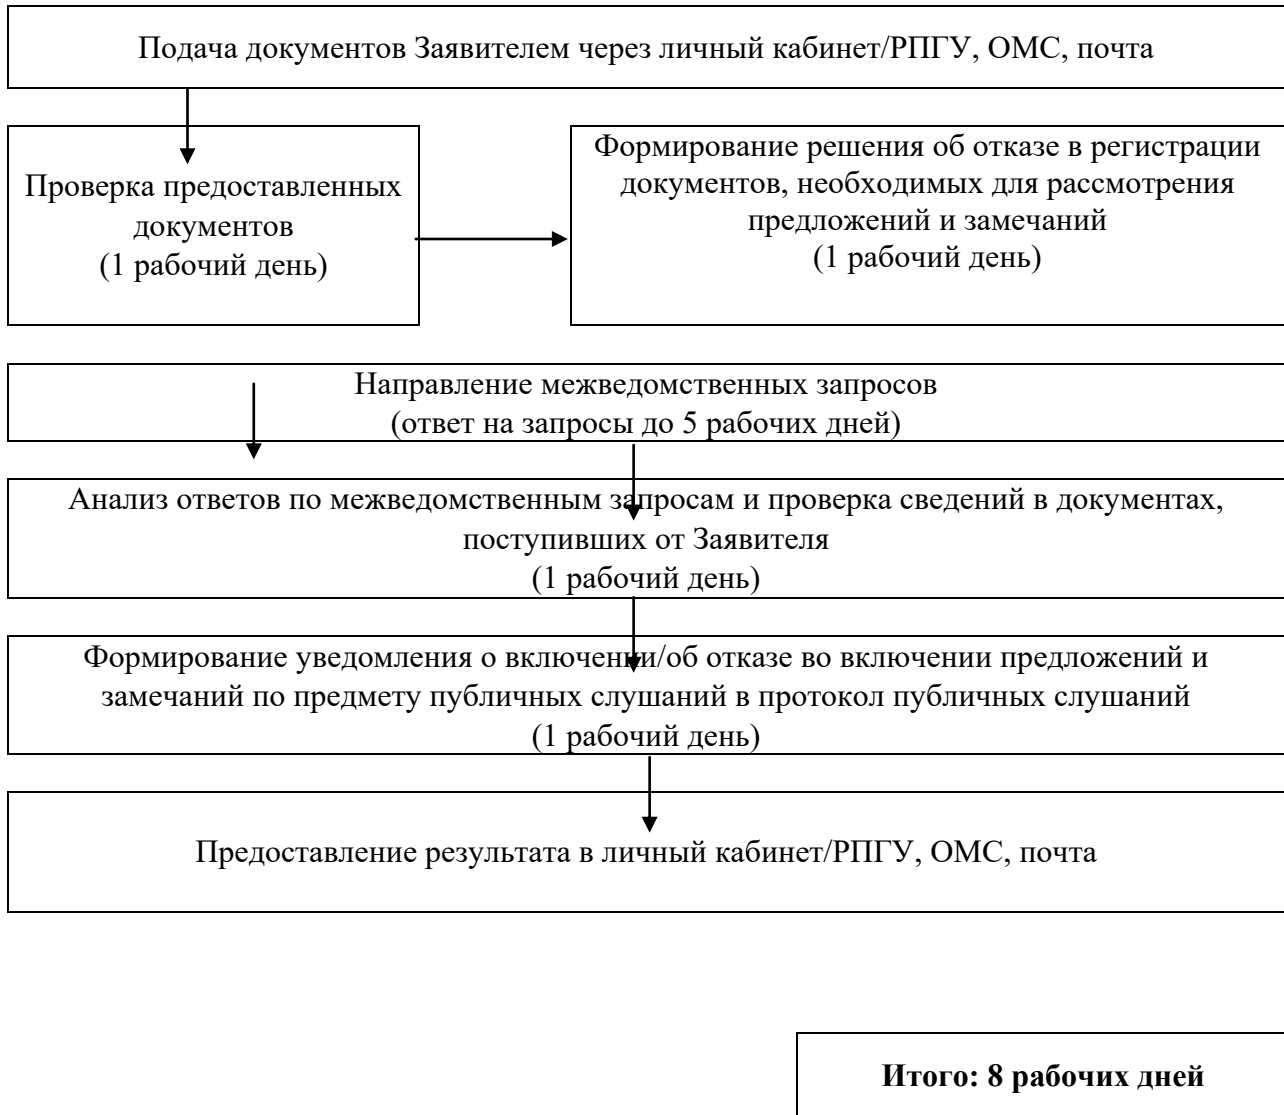 Подача документов Заявителем через личный кабинет/РПГУ, ОМС, почта
Проверка предоставленных
документов
(1 рабочий день)
Формирование решения об отказе в регистрации
документов, необходимых для рассмотрения
предложений и замечаний
(1 рабочий день)
Направление межведомственных запросов
(ответ на запросы до 5 рабочих дней)
Анализ ответов по межведомственным запросам и проверка сведений в документах,
поступивших от Заявителя
(1 рабочий день)
Формирование уведомления о включении/об отказе во включении предложений и
замечаний по предмету публичных слушаний в протокол публичных слушаний
(1 рабочий день)
Предоставление результата в личный кабинет/РПГУ, ОМС, почта
Итого: 8 рабочих дней